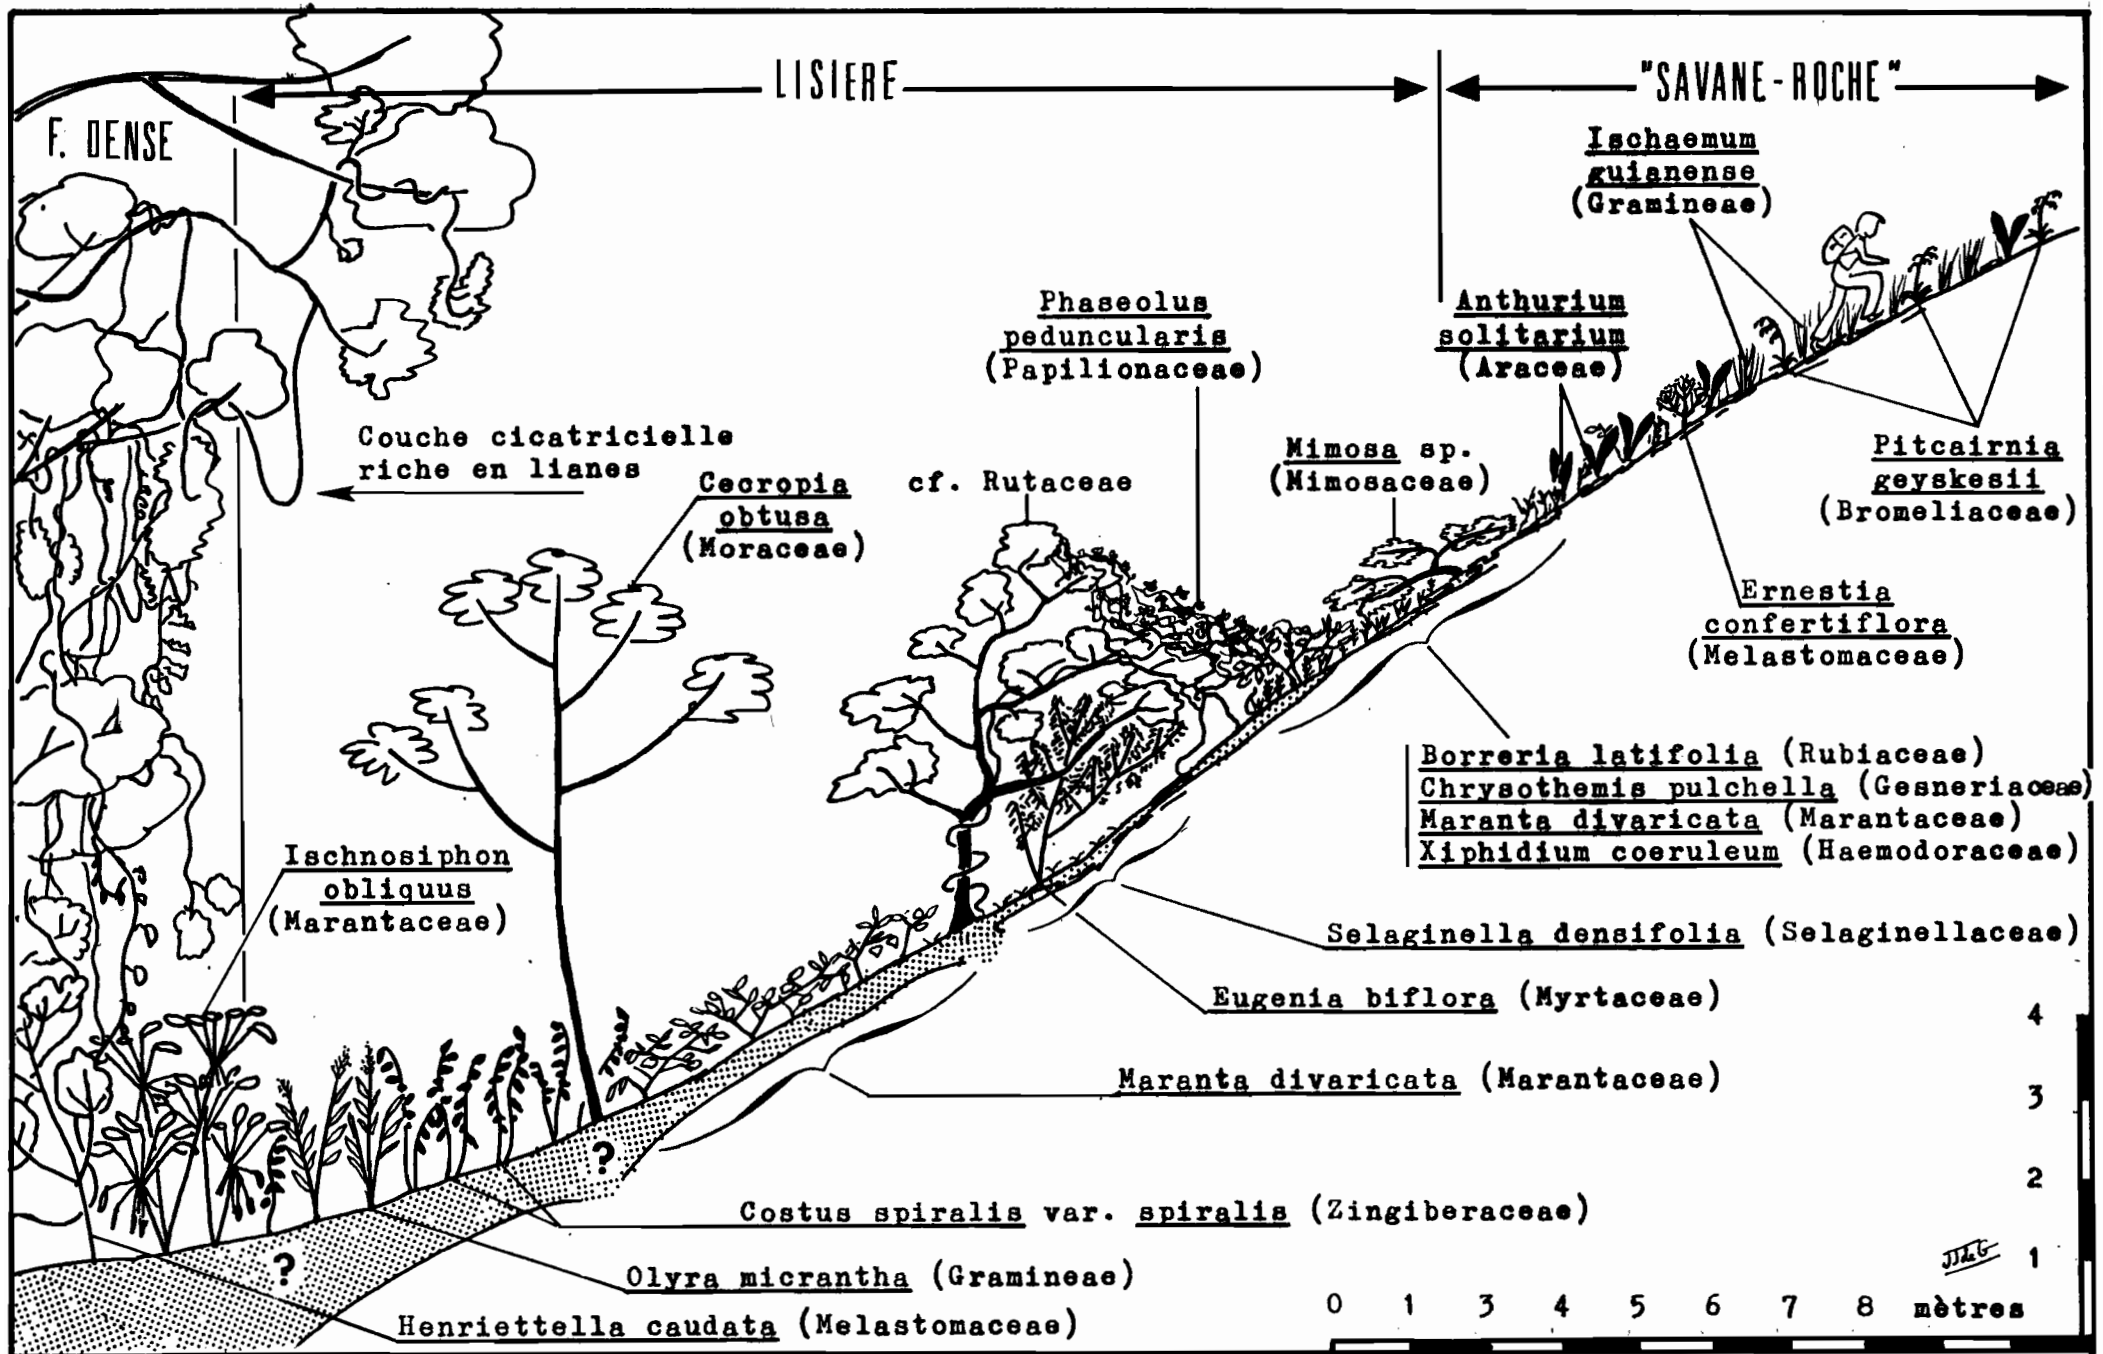 LISIERE
"SAVANE-ROCHE"
F. DENSE
Ischaemum
guianense
(Gramineae)
Phaseolus
peduncularis
(Papilionaceae)
Anthurium
solitarium
(Araceae)
Couche cicatricielle
riche en lianes
Cecropia
obtusa
(Moraceae)
cf. Rutaceae
Mimosa sp.
(Mimosaceae)
Pitcairnia
geyskesii
(Bromeliaceae)
Ernestia
confertiflora
(Melastomaceae)
Borreria latifolia (Rubiaceae)
Chrysothemis pulchella (Gesneriaceae)
Maranta divaricata (Marantaceae)
Xiphidium coeruleum (Haemodoraceae)
Ischnosiphon
obliquus
(Marantaceae)
Selaginella densifolia (Selaginellaceae)
Eugenia biflora (Myrtaceae)
Maranta divaricata (Marantaceae)
?
Costus spiralis var. spiralis (Zingiberaceae)
?
Olyra micrantha (Gramineae)
Henriettella caudata (Melastomaceae)
4
3
2
1
JJdeG
0 1 3 4 5 6 7 8 mètres